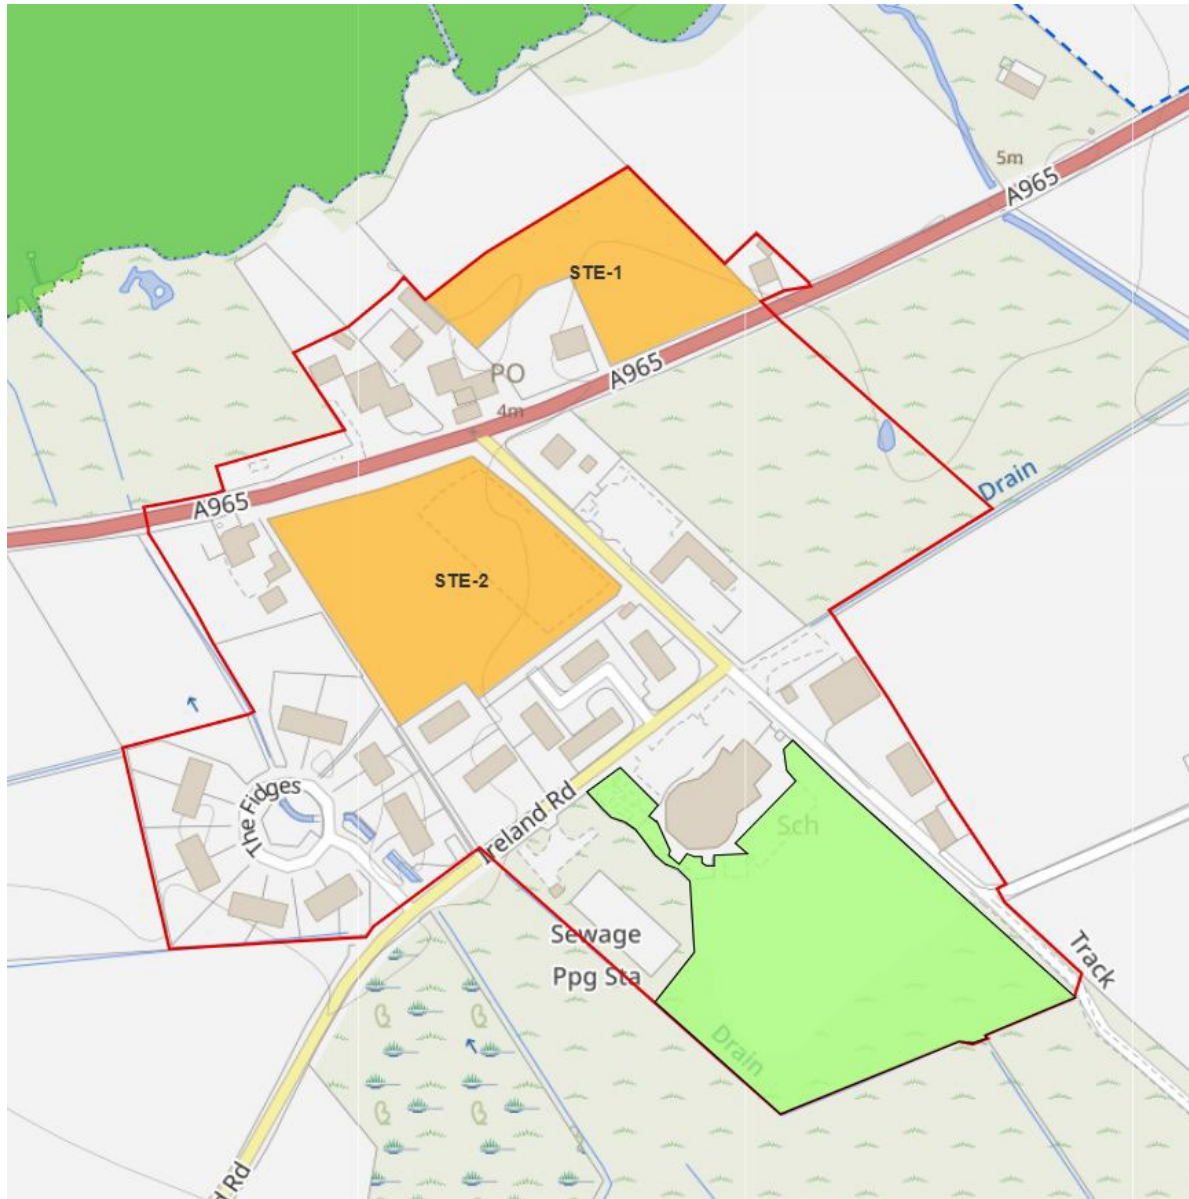 5m
A965
STE-1
PO
A965
4m
Drain
A965
STE-2
The Fidges
Ireland Rd
Sch
Sewage
Ppg Sta
Track
Drain
d Rd